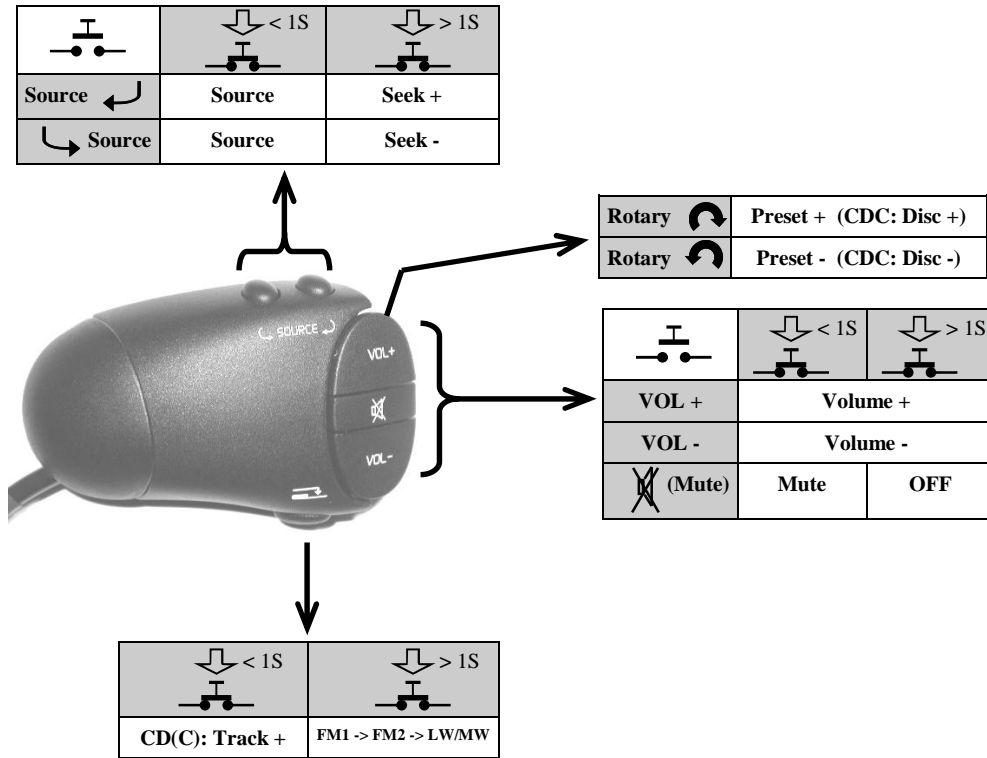 < 1S > 1S
Source Source Seek +
Source Source Seek -
Rotary Preset + (CDC: Disc +)
Rotary Preset - (CDC: Disc -)
SOURCE
VOL+
VOL-
< 1S > 1S
VOL + Volume +
VOL - Volume -
(Mute) Mute OFF
< 1S > 1S
CD(C): Track + FM1 -> FM2 -> LW/MW